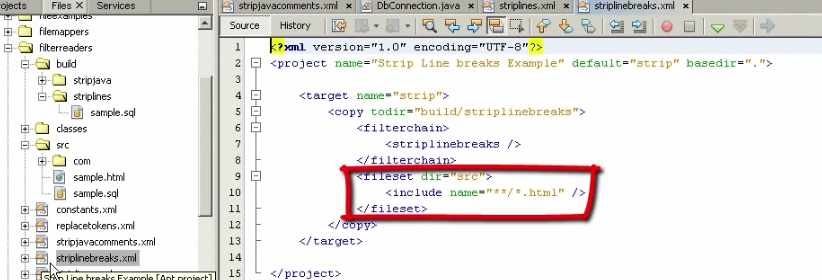 rojects
Files
Services
filefilters.xml
filemappers
filterreaders
build
stripjava
striplines
sample.sql
classes
src
com
sample.html
sample.sql
constants.xml
replacetokens.xml
stripjavacomments.xml
striplinebreaks.xml
Strip Line breaks Example [Ant project]
stripjavacomments.xml
DbConnection.java
striplines.xml
striplinebreaks.xml
Source
History
1 <?xml version="1.0" encoding="UTF-8"?>
2 <project name="Strip Line breaks Example" default="strip" basedir=".">
3
4 <target name="strip">
5 <copy todir="build/striplinebreaks">
6 <filterchain>
7 <striplinebreaks />
8 </filterchain>
9 <fileset dir="src">
10 <include name="**/*.html" />
11 </fileset>
12 </copy>
13 </target>
14
15 </project>